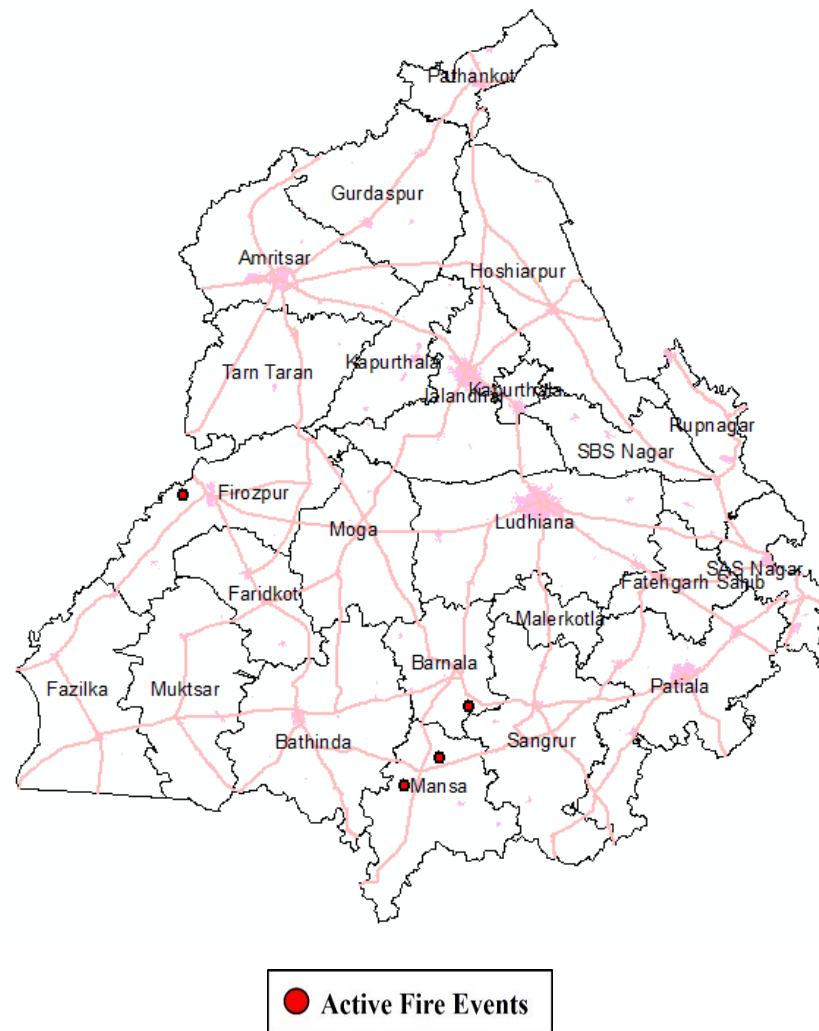 Pathankot
Gurdaspur
Amritsar
Hoshiarpur
Tarn Taran
Kapurthala
Kapurthala
Jalandhar
Rupnagar
SBS Nagar
Firozpur
Moga
Ludhiana
SAS Nagar
Fatehgarh Sahib
Faridkot
Malerkotla
Barnala
Fazilka
Muktsar
Patiala
Bathinda
Sangrur
Mansa
Active Fire Events